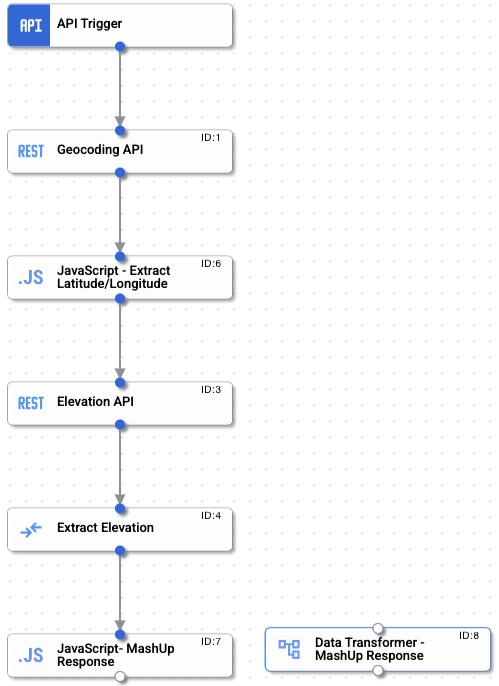 API
API Trigger
ID:1
REST
Geocoding API
ID:6
.JS
JavaScript - Extract
Latitude/Longitude
ID:3
REST
Elevation API
ID:4
Extract Elevation
ID:7
.JS
JavaScript- MashUp
Response
ID:8
Data Transformer -
MashUp Response